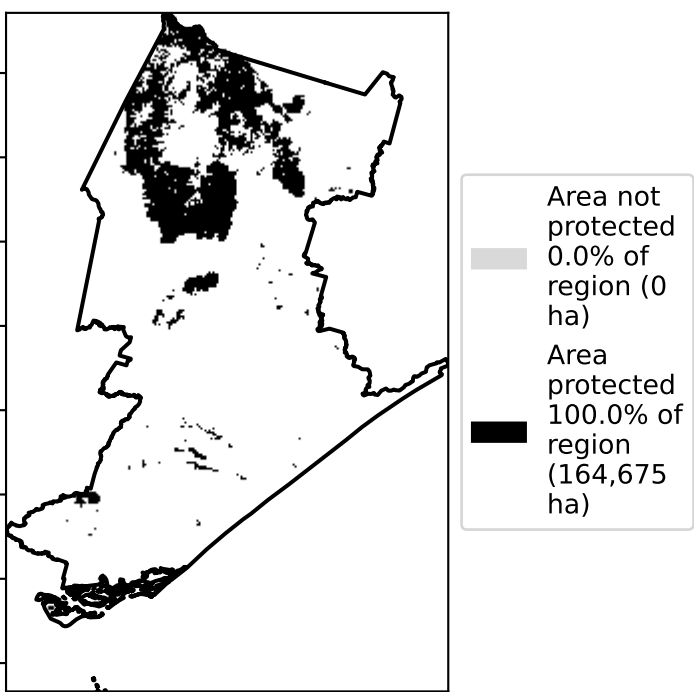 Area not
protected
0.0% of
region (0
ha)
Area
protected
100.0% of
region
(164,675
ha)